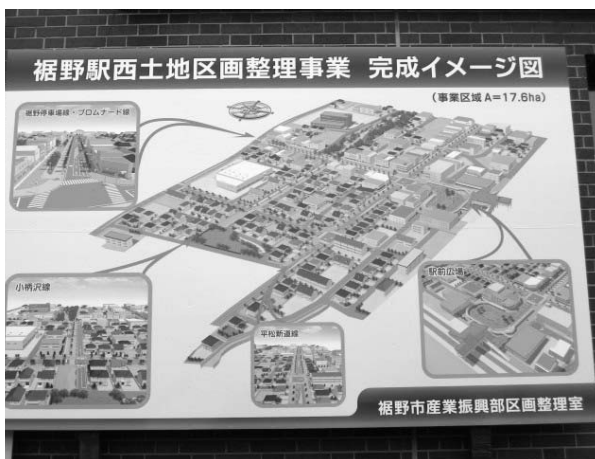 裾野駅西土地区画整理事業 完成イメージ図
(事業区域 A=17.6ha)
裾野停車場線・プロムナード線
小柄沢線
平松新道線
駅前広場
裾野市産業振興部区画整理室